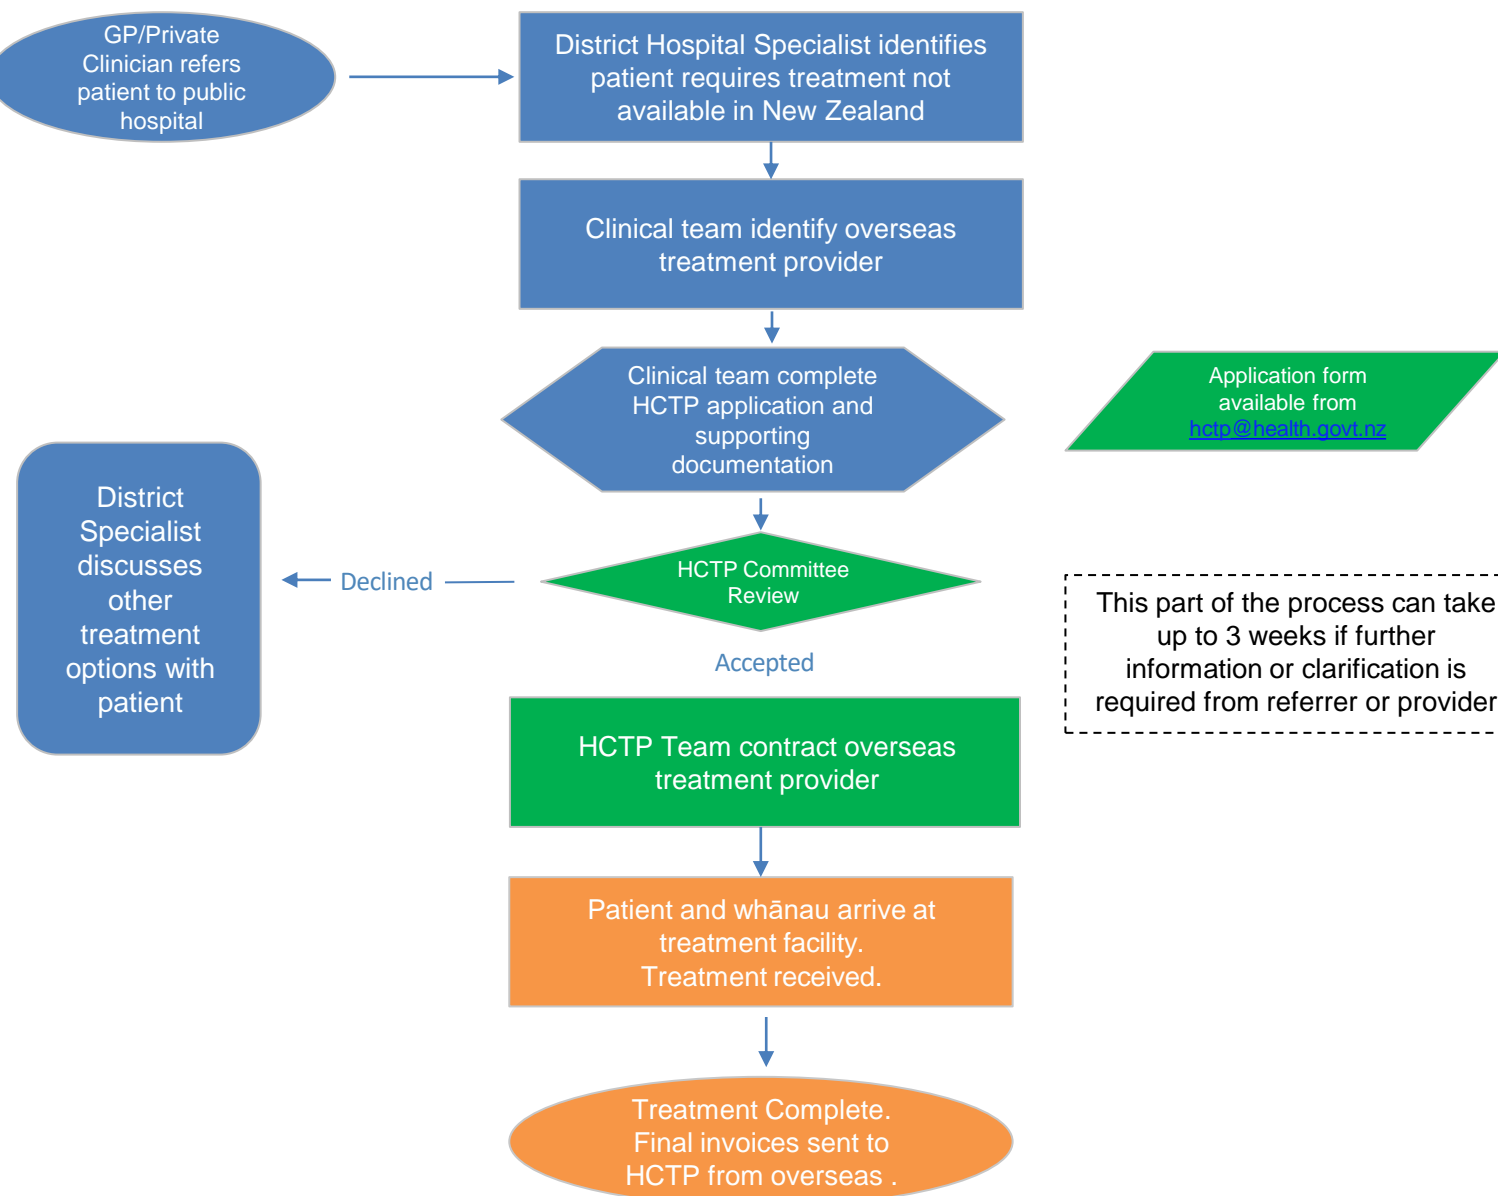 GP/Private
Clinician refers
patient to public
hospital
District Hospital Specialist identifies
patient requires treatment not
available in New Zealand
Clinical team identify overseas
treatment provider
Clinical team complete
HCTP application and
supporting
documentation
Application form
available from
hctp@health.govt.nz
District
Specialist
discusses
other
treatment
options with
patient
Declined
HCTP Committee
Review
Accepted
This part of the process can take
up to 3 weeks if further
information or clarification is
required from referrer or provider
HCTP Team contract overseas
treatment provider
Patient and whānau arrive at
treatment facility.
Treatment received.
Treatment Complete.
Final invoices sent to
HCTP from overseas .